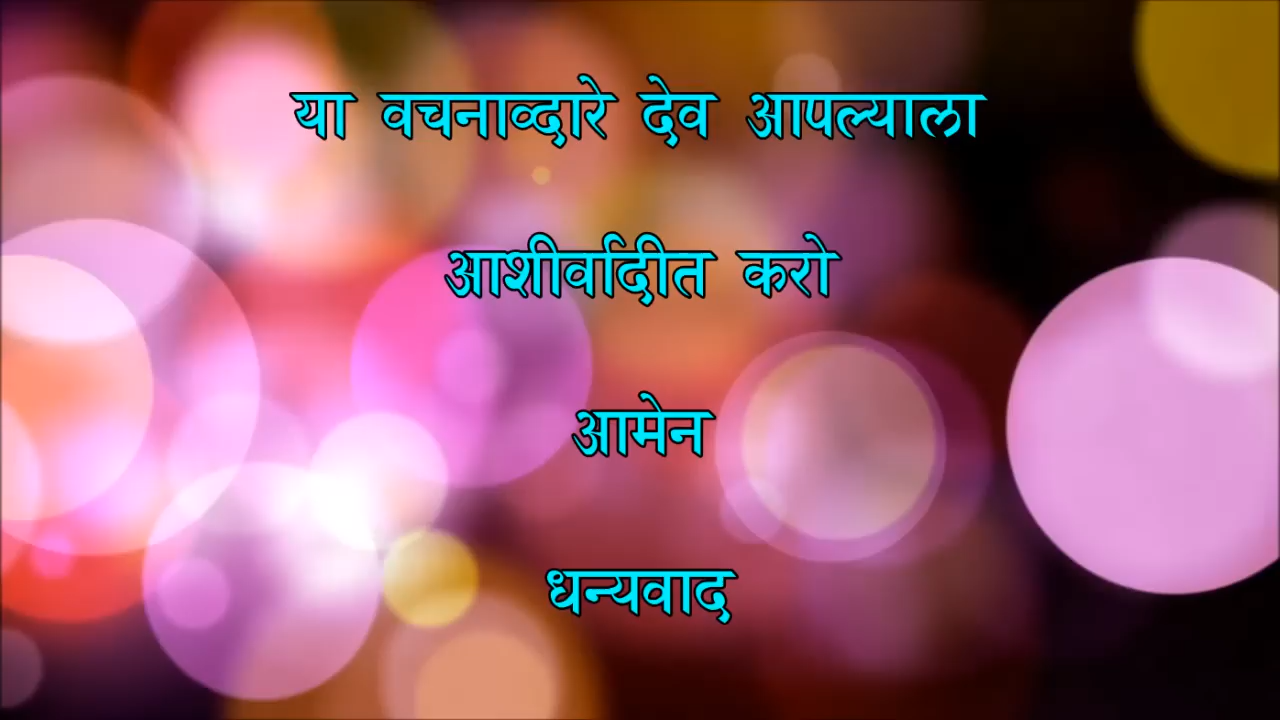 या वचनाव्दारे देव आपल्याला
आशीर्वादीत करो
आमेन
धन्यवाद